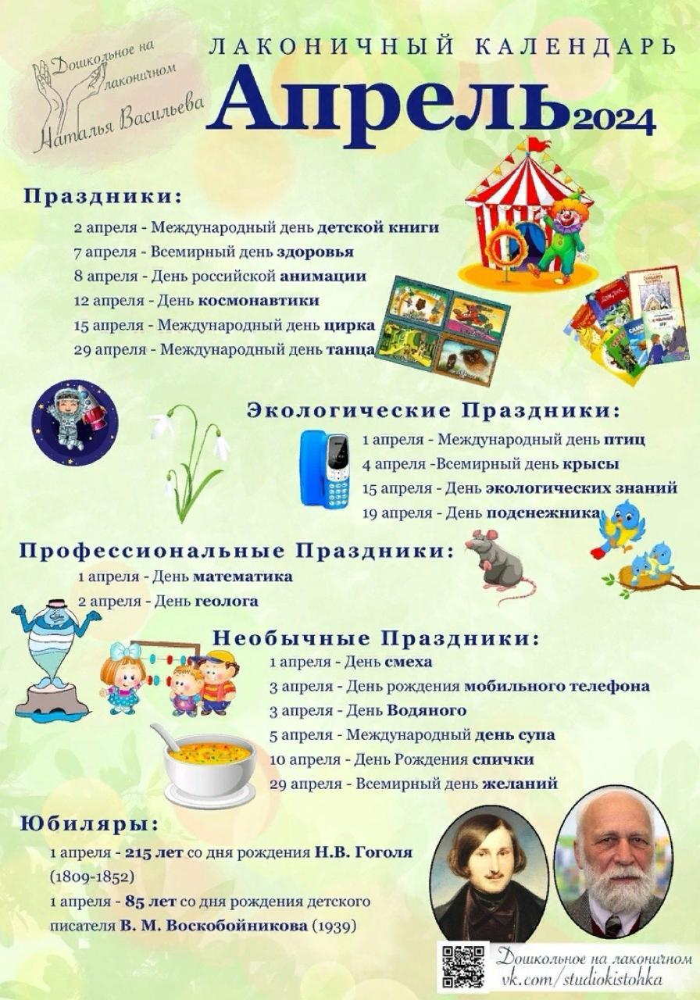 Дошкольное на
лаконичном
Наталья Васильева
ЛАКОНИЧНЫЙ КАЛЕНДАРЬ
Апрель 2024
Праздники:
2 апреля - Международный день детской книги
7 апреля - Всемирный день здоровья
8 апреля - День российской анимации
12 апреля - День космонавтики
15 апреля - Международный день цирка
29 апреля - Международный день танца
Экологические Праздники:
1 апреля - Международный день птиц
4 апреля -Всемирный день крысы
15 апреля - День экологических знаний
19 апреля - День подснежника
Профессиональные Праздники:
1 апреля - День математика
2 апреля - День геолога
Необычные Праздники:
1 апреля - День смеха
3 апреля - День рождения мобильного телефона
3 апреля - День Водяного
5 апреля - Международный день супа
10 апреля - День Рождения спички
29 апреля - Всемирный день желаний
Юбиляры:
1 апреля - 215 лет со дня рождения Н.В. Гоголя
(1809-1852)
1 апреля - 85 лет со дня рождения детского
писателя В. М. Воскобойникова (1939)
Дошкольное на лаконичном
vk.com/studiokistohka